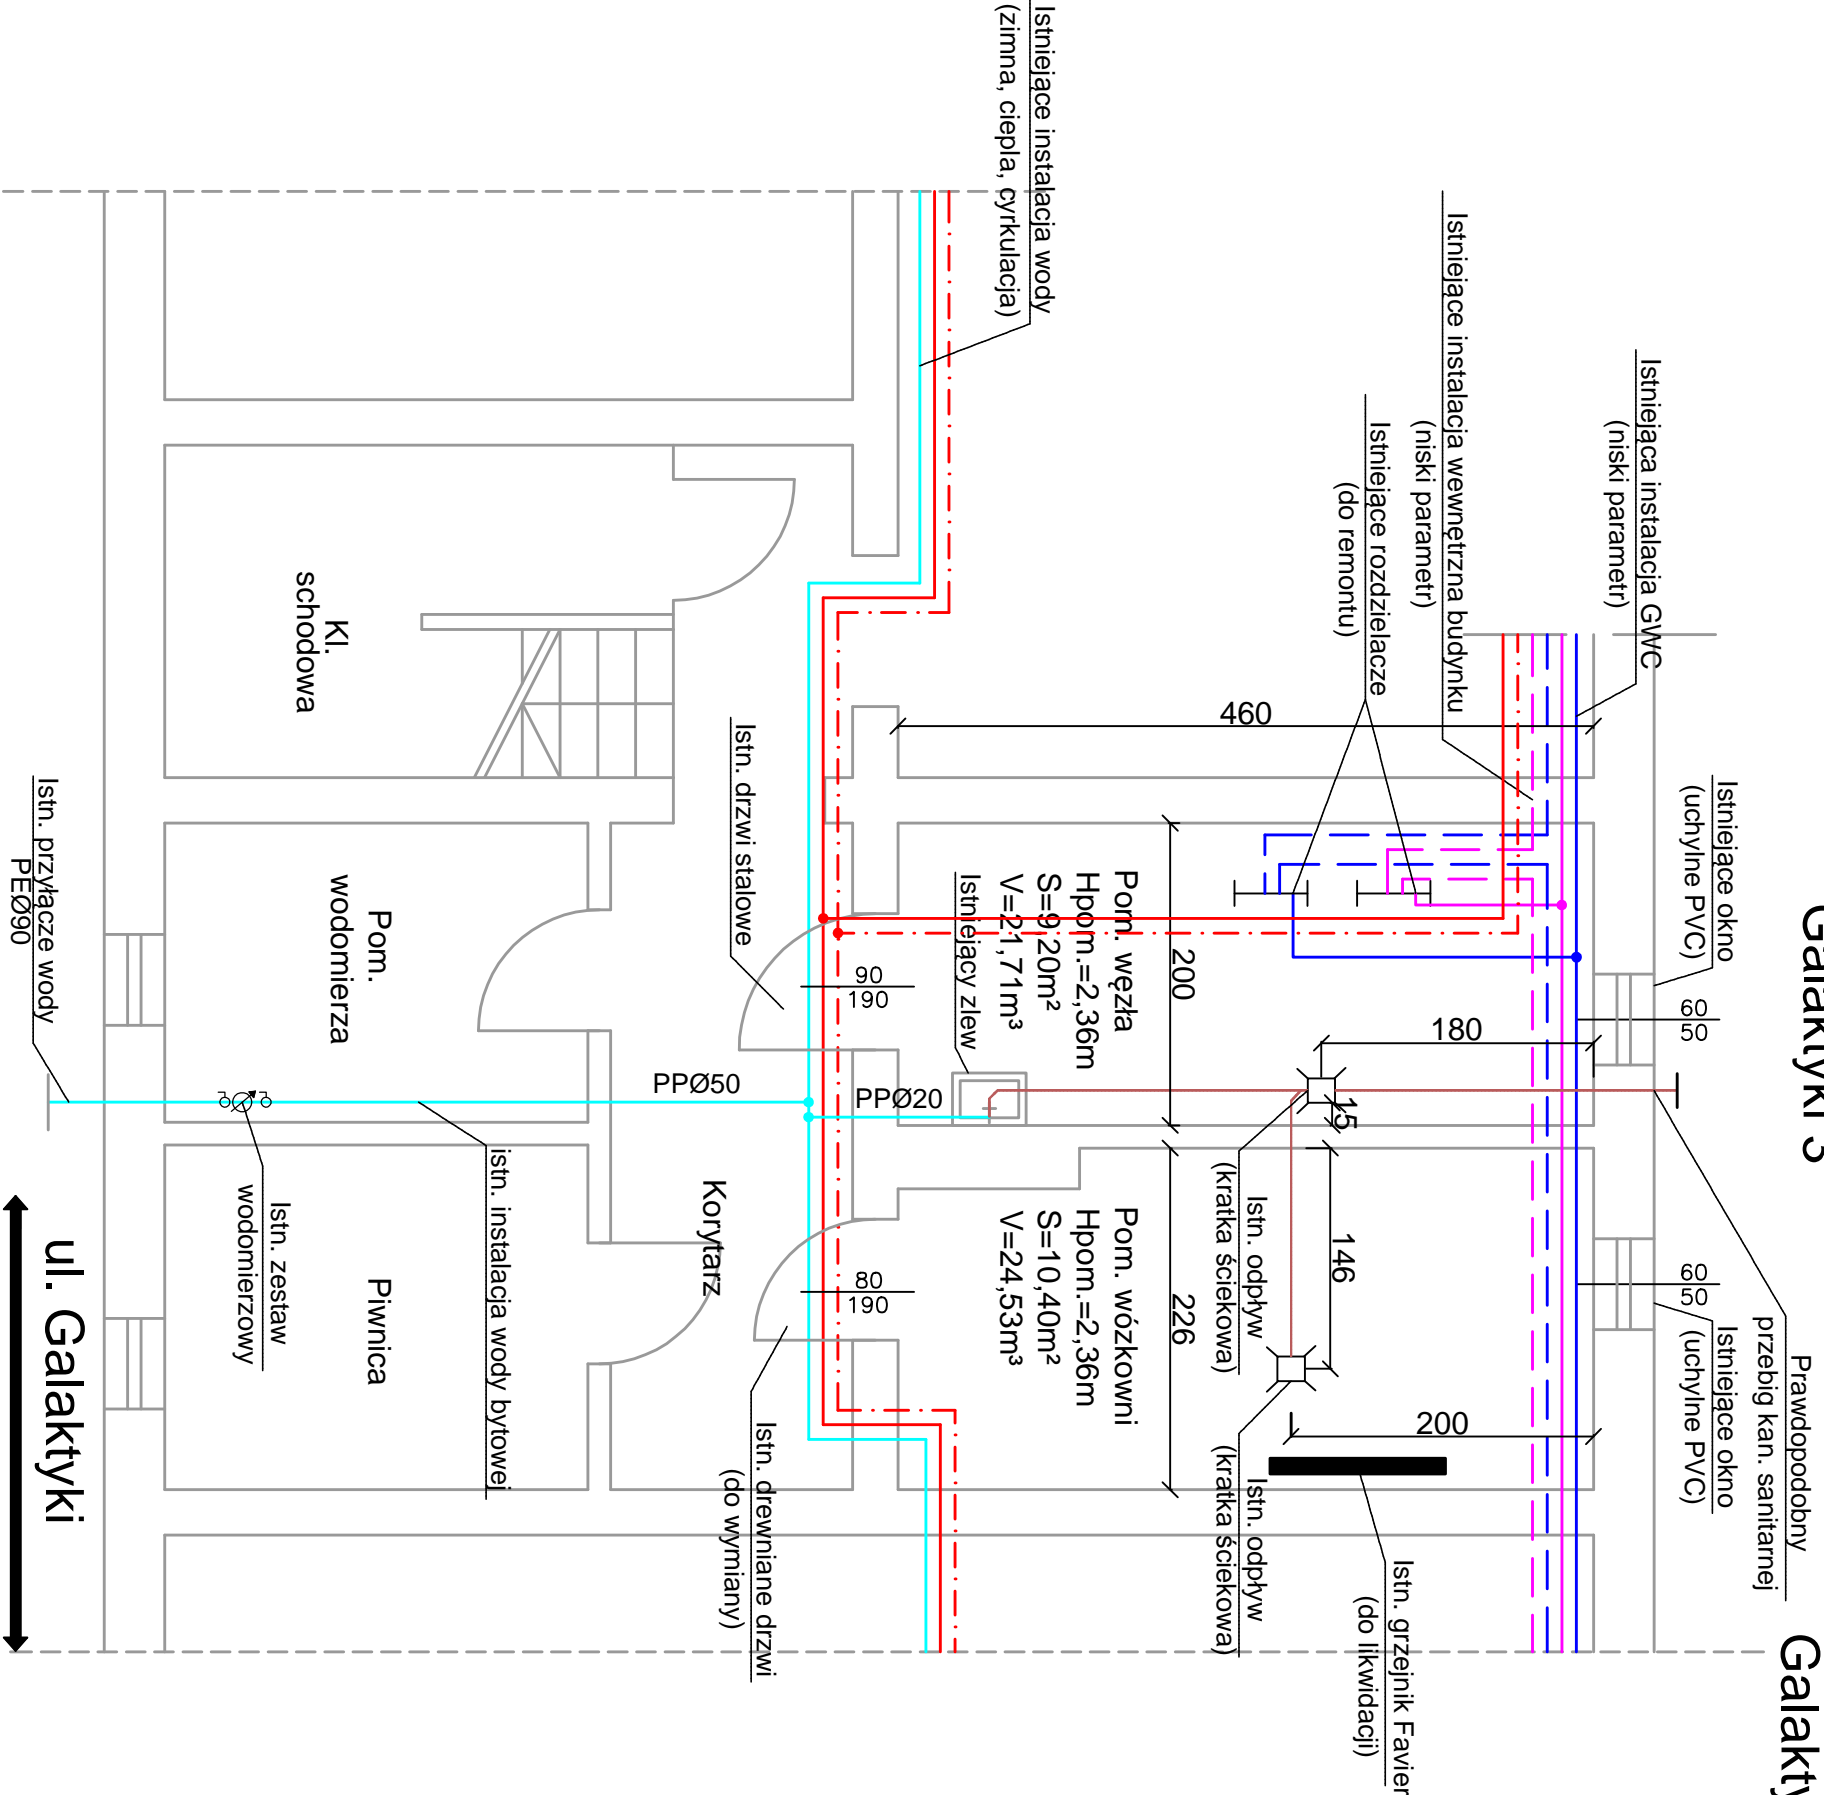 Galaktyki 3
Galakty
Prawdopodobny
przebig kan. sanitarnej
Istniejące okno
(uchylne PVC)
Istniejące okno
(uchylne PVC)
60
50
60
50
Istniejąca instalacja GWC
(niski parametr)
Istniejące instalacja wewnętrzna budynku
(niski parametr)
Istniejące rozdzielacze
(do remontu)
Istn. grzejnik Favier
(do likwidacji)
460
180
200
15
146
Istn. odpływ
(kratka ściekowa)
Istn. odpływ
(kratka ściekowa)
200
226
Pom. węzła
Hpom.=2,36m
S=9,20m²
V=21,71m³
Pom. wózkowni
Hpom.=2,36m
S=10,40m²
V=24,53m³
Istniejące instalacja wody
(zimna, ciepla, cyrkulacja)
Istniejący zlew
PPØ20
90
190
80
190
Istn. drzwi stalowe
Istn. drewniane drzwi
(do wymiany)
Korytarz
PPØ50
istn. instalacja wody bytowej
Kl.
schodowa
Pom.
wodomierza
Piwnica
Istn. zestaw
wodomierzowy
Istn. przyłącze wody
PEØ90
ul. Galaktyki